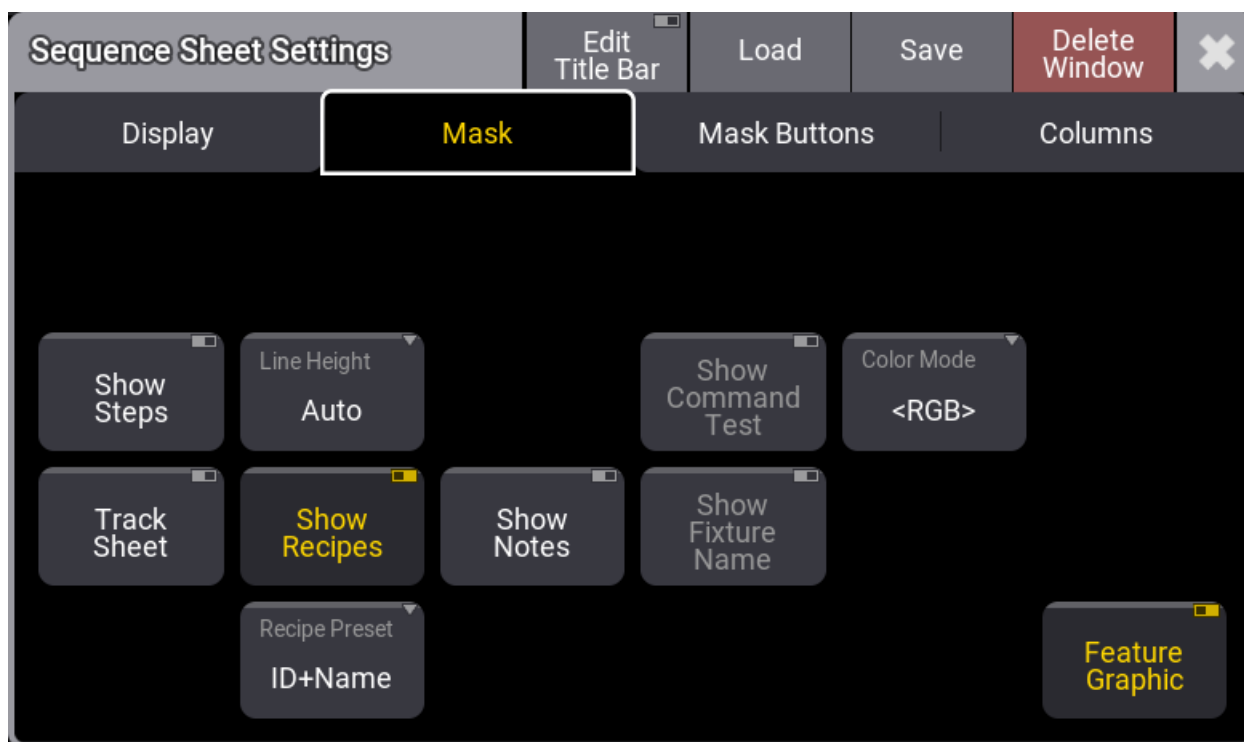 Sequence Sheet Settings
Edit
Title Bar
Load
Save
Delete
Window
Display
Mask
Mask Buttons
Columns
Show
Steps
Line Height
Auto
Show
Command
Test
Color Mode
<RGB>
Track
Sheet
Show
Recipes
Show
Notes
Show
Fixture
Name
Recipe Preset
ID+Name
Feature
Graphic